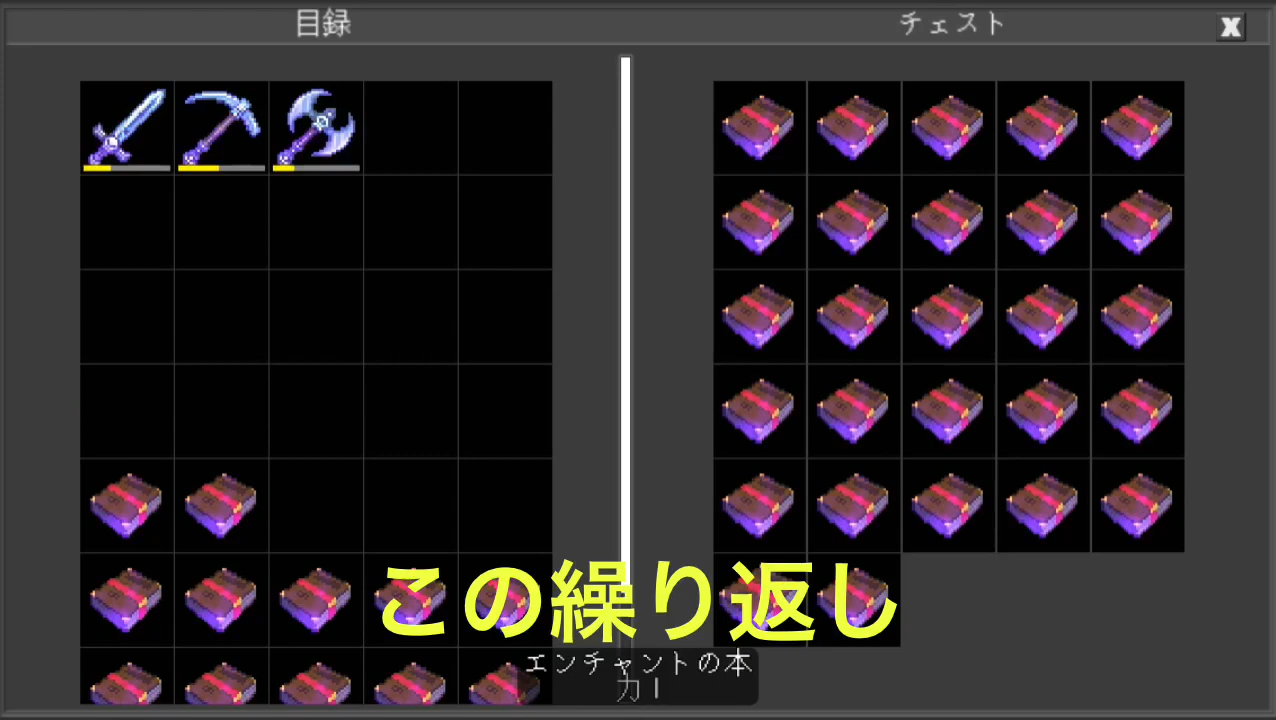 目録
チェスト
X
この繰り返し
エンチャントの本
力 I